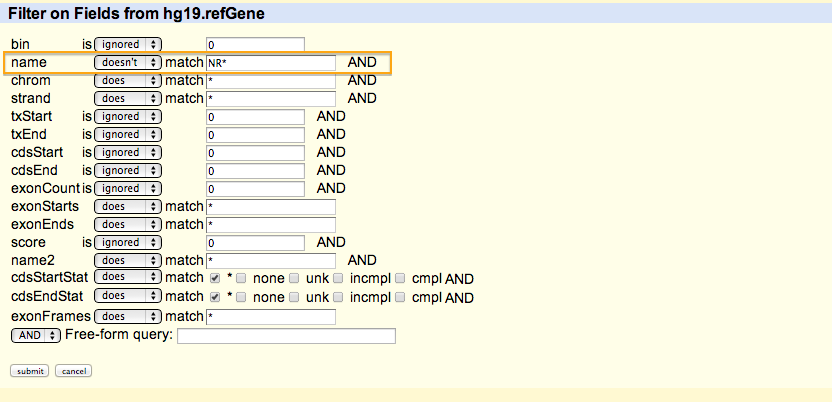 Filter on Fields from hg19.refGene
bin is ignored 0
name doesn't match NR* AND
chrom does match * AND
strand does match * AND
txStart is ignored 0 AND
txEnd is ignored 0 AND
cdsStart is ignored 0 AND
cdsEnd is ignored 0 AND
exonCount is ignored 0 AND
exonStarts does match *
exonEnds does match *
score is ignored 0 AND
name2 does match * AND
cdsStartStat does match * none unk incmpl cmpl AND
cdsEndStat does match * none unk incmpl cmpl AND
exonFrames does match *
AND Free-form query:
submit cancel